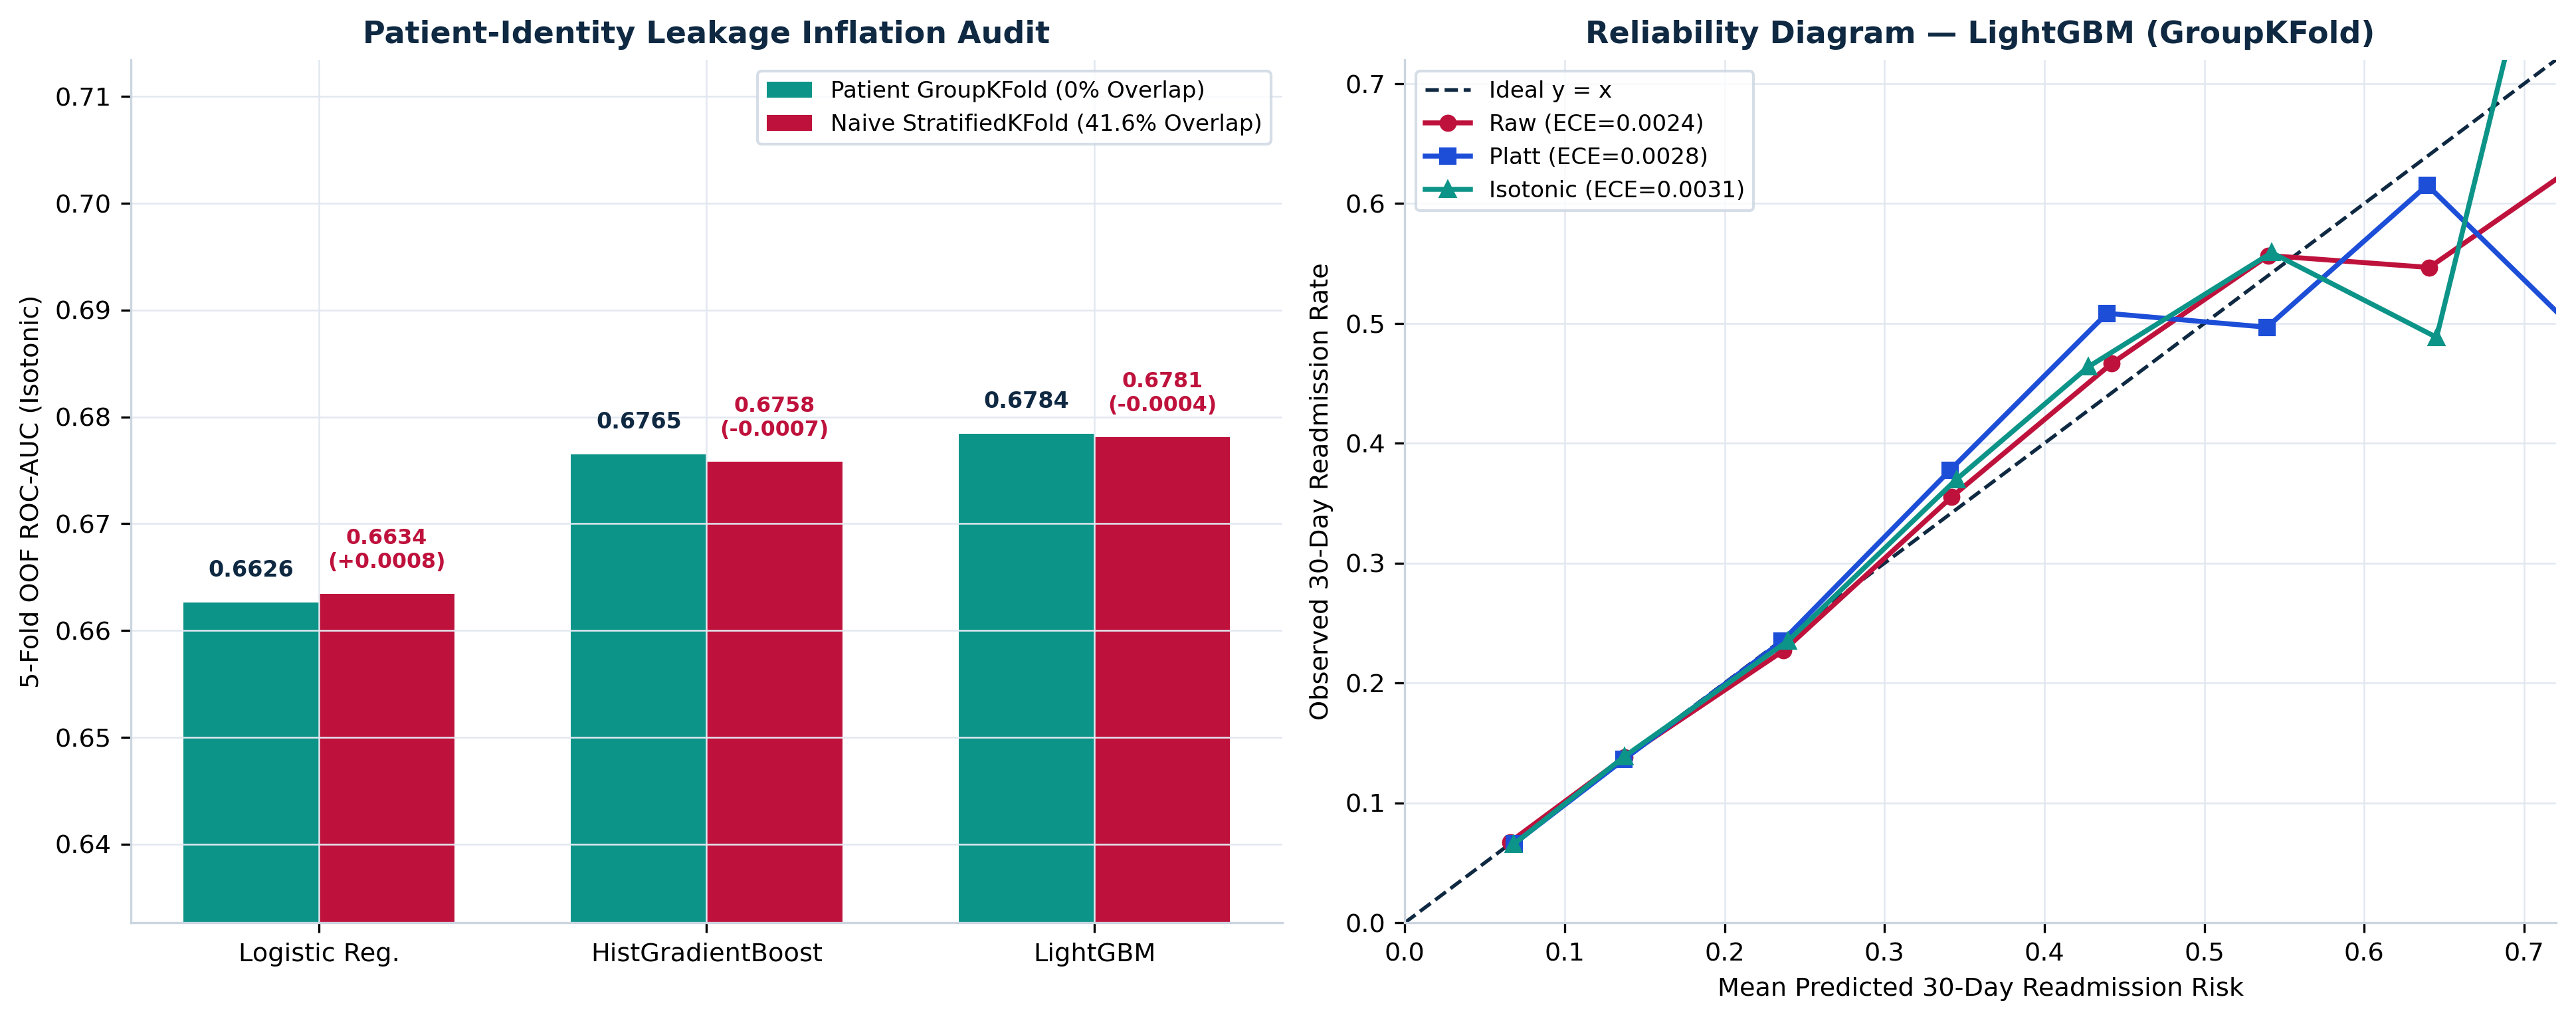 Patient-Identity Leakage Inflation Audit
5-Fold OOF ROC-AUC (Isotonic)
0.71
0.70
0.69
0.68
0.67
0.66
0.65
0.64
Patient GroupKFold (0% Overlap)
Naive StratifiedKFold (41.6% Overlap)
0.6626
0.6634
(+0.0008)
0.6765
0.6758
(-0.0007)
0.6784
0.6781
(-0.0004)
Logistic Reg.
HistGradientBoost
LightGBM
Reliability Diagram — LightGBM (GroupKFold)
Observed 30-Day Readmission Rate
0.7
0.6
0.5
0.4
0.3
0.2
0.1
0.0
Ideal y = x
Raw (ECE=0.0024)
Platt (ECE=0.0028)
Isotonic (ECE=0.0031)
0.0
0.1
0.2
0.3
0.4
0.5
0.6
0.7
Mean Predicted 30-Day Readmission Risk